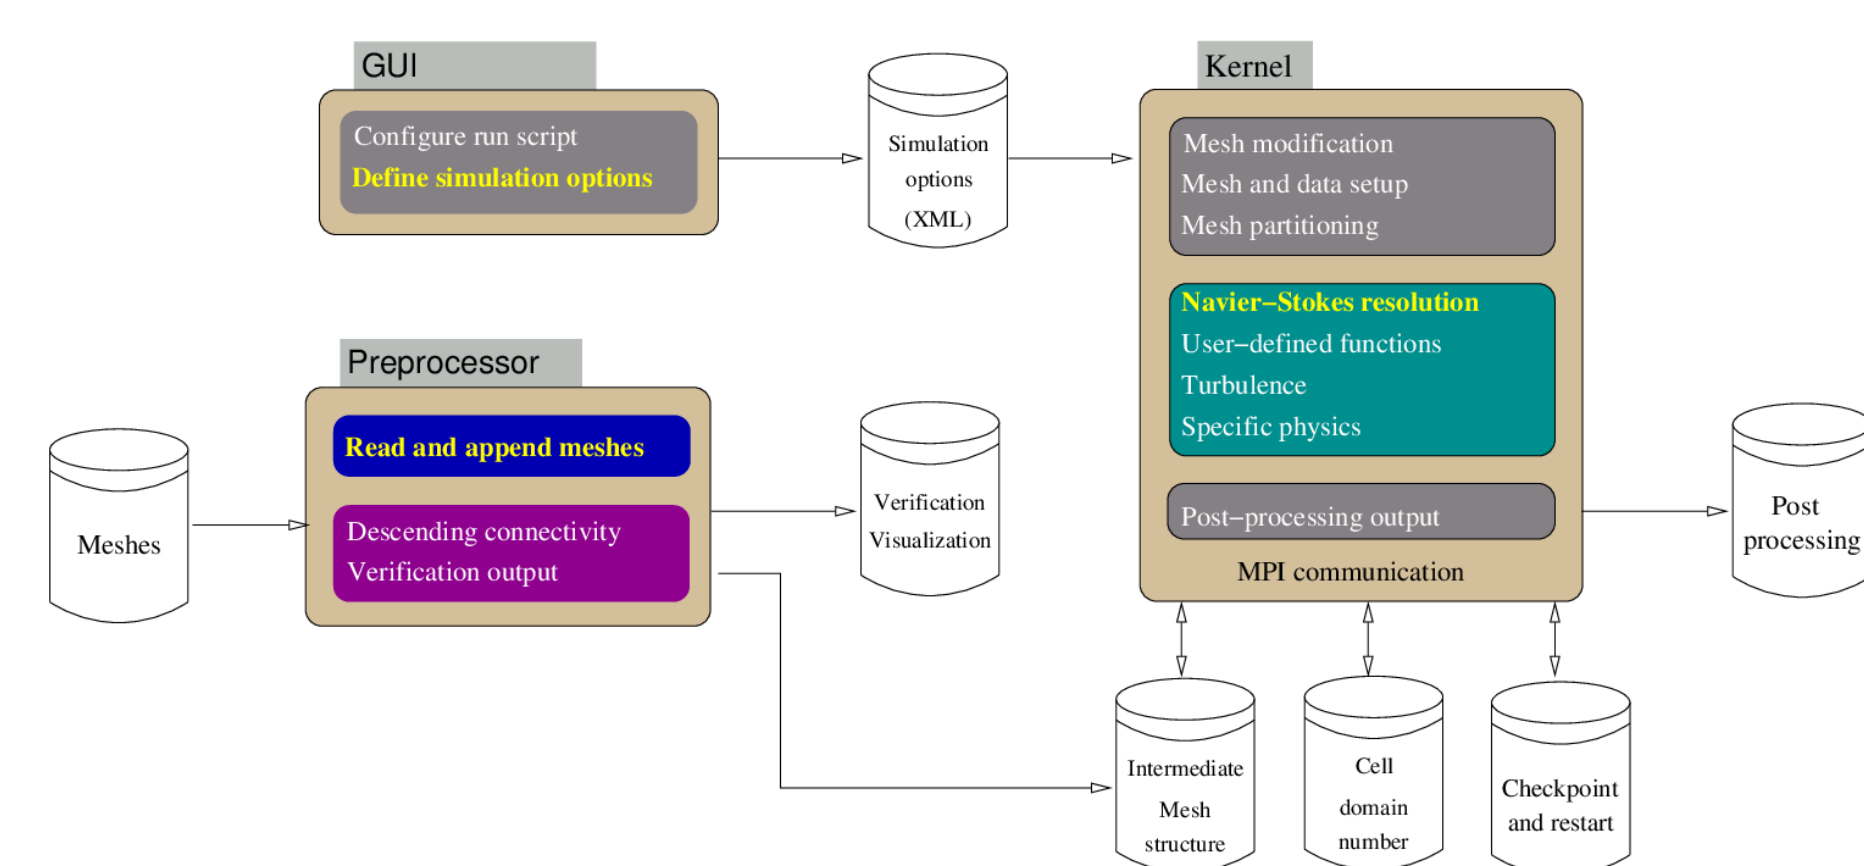 GUI
Configure run script
Define simulation options
Simulation
options
(XML)
Kernel
Mesh modification
Mesh and data setup
Mesh partitioning
Navier−Stokes resolution
User−defined functions
Turbulence
Specific physics
Post−processing output
MPI communication
Preprocessor
Read and append meshes
Descending connectivity
Verification output
Meshes
Verification
Visualization
Post
processing
Intermediate
Mesh
structure
Cell
domain
number
Checkpoint
and restart